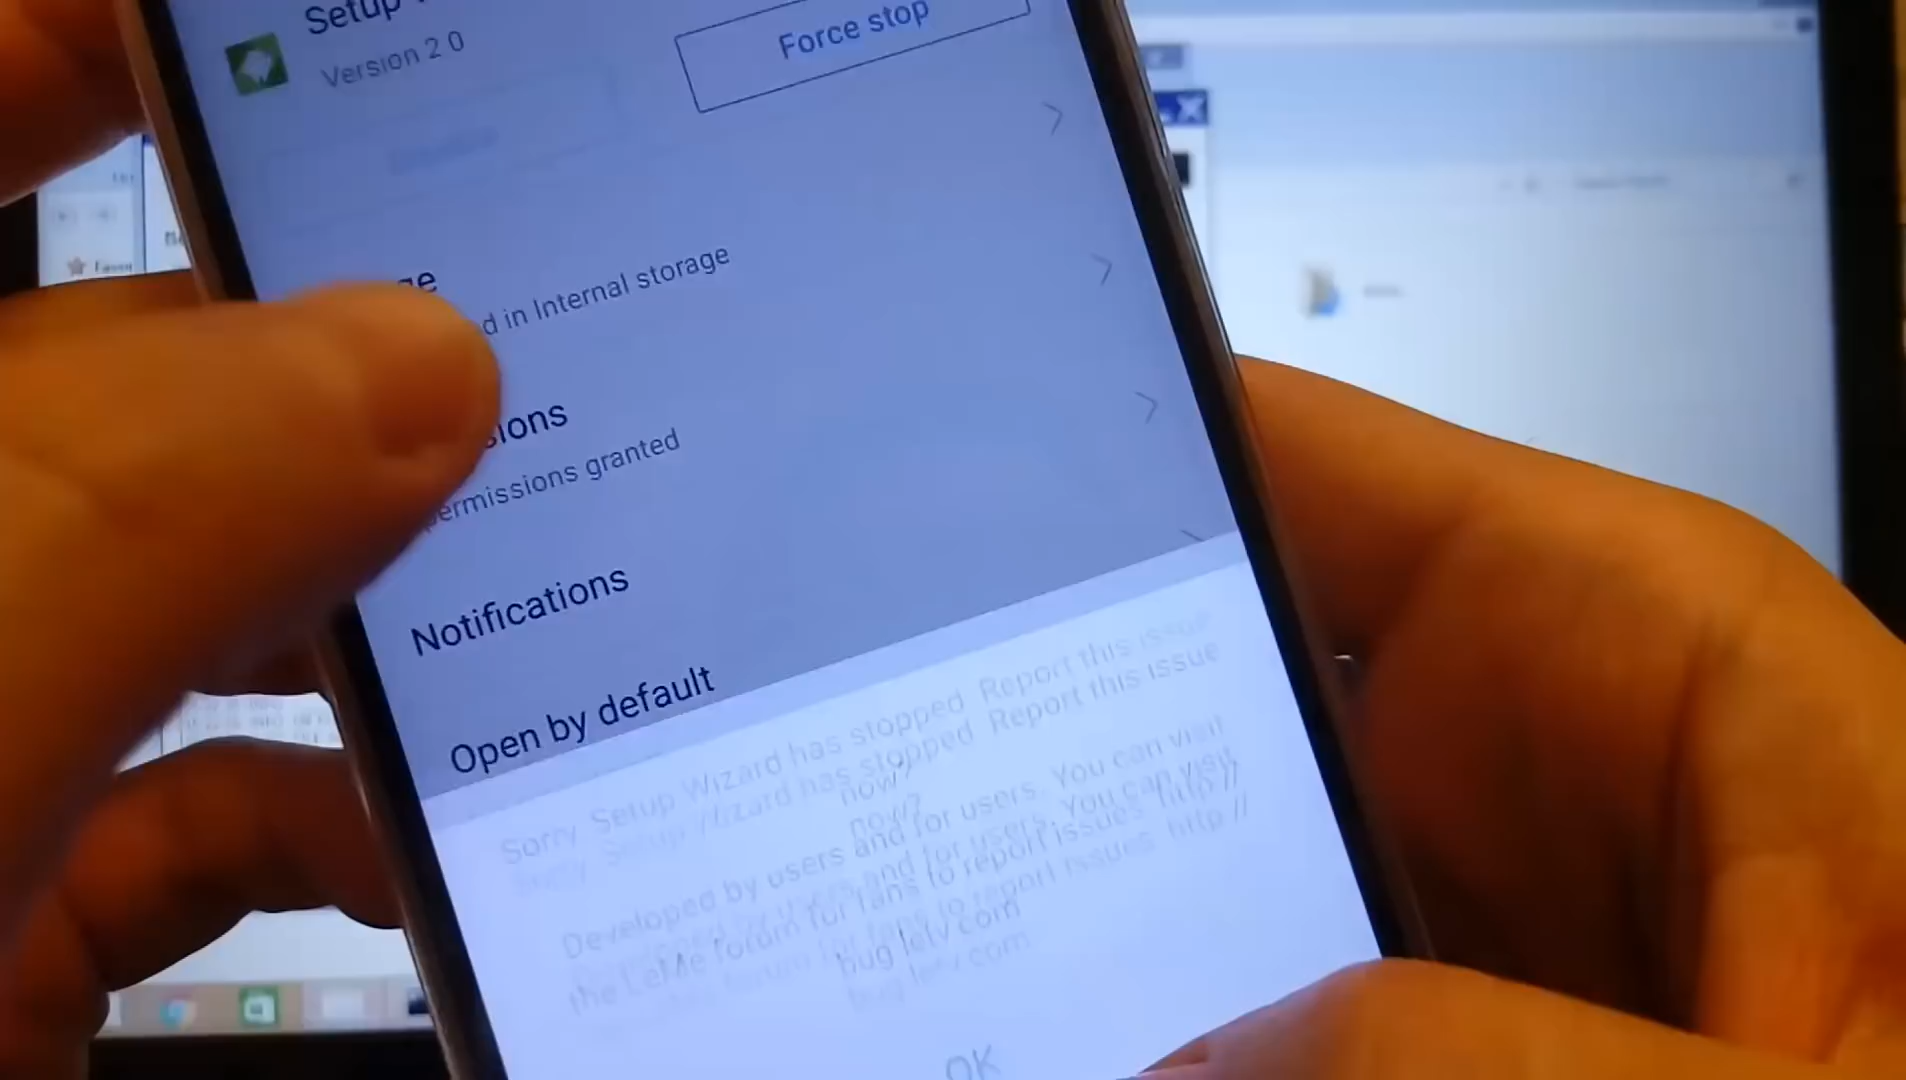 Setup
Version 2 0
Force stop
ge
d in Internal storage
sions
permissions granted
Notifications
Open by default
Sorry Setup Wizard has stopped Report this issue
now?
Developed by users and for users. You can visit
the LeMe forum for fans to report issues http //
bug letv com
OK